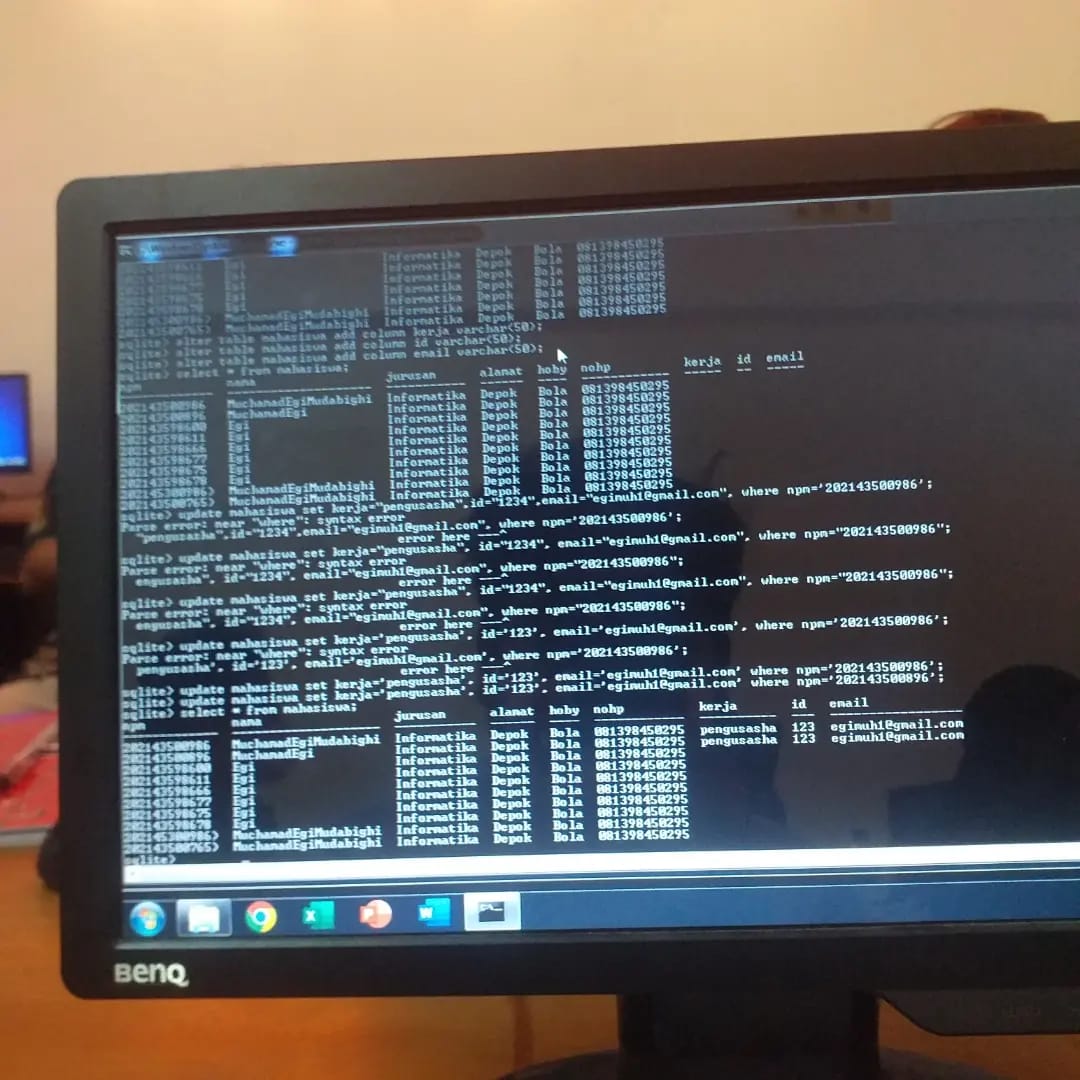 Informatika Depok Bola 081398450295
Informatika Depok Bola 081398450295
Egi Informatika Depok Bola 081398450295
Egi Informatika Depok Bola 081398450295
Egi Informatika Depok Bola 081398450295
MuchamadEgiMudabighi Informatika Depok Bola 081398450295
MuchamadEgiMudabighi Informatika Depok Bola 081398450295
sqlite> alter table mahasiswa add column kerja varchar(50);
sqlite> alter table mahasiswa add column id varchar(50);
sqlite> alter table mahasiswa add column email varchar(50);
sqlite> select * from mahasiswa;
npm nama jurusan alamat hoby nohp kerja id email
202143500986 MuchamadEgiMudabighi Informatika Depok Bola 081398450295
MuchamadEgi Informatika Depok Bola 081398450295
Egi Informatika Depok Bola 081398450295
202143598611 Egi Informatika Depok Bola 081398450295
202143598666 Egi Informatika Depok Bola 081398450295
202143598677 Egi Informatika Depok Bola 081398450295
202143598675 Egi Informatika Depok Bola 081398450295
Egi Informatika Depok Bola 081398450295
MuchamadEgiMudabighi Informatika Depok Bola 081398450295
202143500765> MuchamadEgiMudabighi Informatika Depok Bola 081398450295
sqlite> update mahasiswa set kerja="pengusasha",id="1234",email="egimuh1@gmail.com", where npm='202143500986';
Parse error: near "where": syntax error
"pengusasha",id="1234",email="egimuh1@gmail.com", where npm='202143500986';
error here ---^
sqlite> update mahasiswa set kerja="pengusasha", id="1234", email="egimuh1@gmail.com", where npm="202143500986";
Parse error: near "where": syntax error
engusasha", id="1234", email="egimuh1@gmail.com", where npm="202143500986";
error here ---^
sqlite> update mahasiswa set kerja="pengusasha", id="1234", email="egimuh1@gmail.com", where npm="202143500986";
Parse error: near "where": syntax error
engusasha", id="1234", email="egimuh1@gmail.com", where npm="202143500986";
error here ---^
sqlite> update mahasiswa set kerja='pengusasha', id='123', email='egimuh1@gmail.com', where npm='202143500986';
Parse error: near "where": syntax error
pengusasha', id='123', email='egimuh1@gmail.com', where npm='202143500986';
error here ---^
sqlite> update mahasiswa set kerja='pengusasha', id='123', email='egimuh1@gmail.com' where npm='202143500986';
sqlite> update mahasiswa set kerja='pengusasha', id='123', email='egimuh1@gmail.com' where npm='202143500896';
sqlite> select * from mahasiswa;
npm nama jurusan alamat hoby nohp kerja id email
202143500986 MuchamadEgiMudabighi Informatika Depok Bola 081398450295 pengusasha 123 egimuh1@gmail.com
202143500896 MuchamadEgi Informatika Depok Bola 081398450295 pengusasha 123 egimuh1@gmail.com
Egi Informatika Depok Bola 081398450295
202143598611 Egi Informatika Depok Bola 081398450295
202143598666 Egi Informatika Depok Bola 081398450295
202143598677 Egi Informatika Depok Bola 081398450295
202143598675 Egi Informatika Depok Bola 081398450295
Egi Informatika Depok Bola 081398450295
MuchamadEgiMudabighi Informatika Depok Bola 081398450295
202143500765> MuchamadEgiMudabighi Informatika Depok Bola 081398450295
sqlite>
BenQ